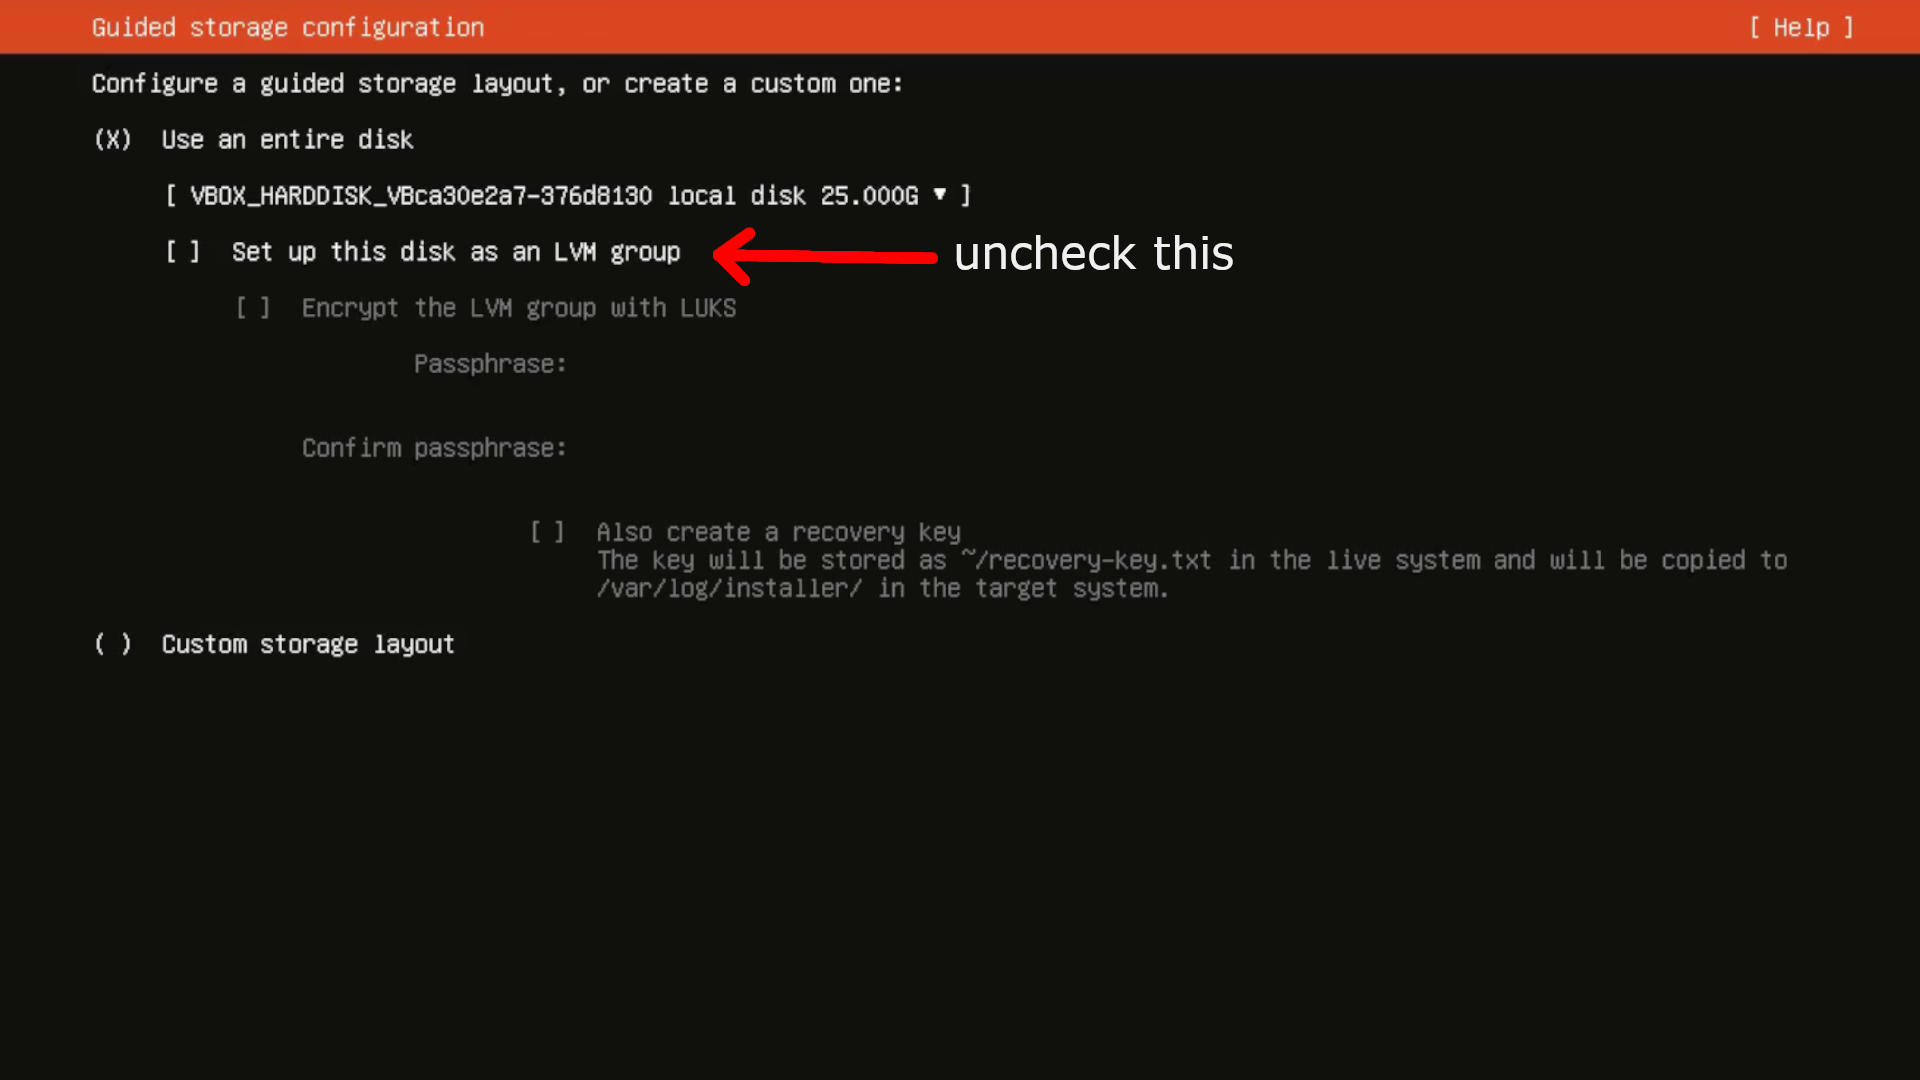 Guided storage configuration [ Help ]
Configure a guided storage layout, or create a custom one:
(X) Use an entire disk
[ VBOX_HARDDISK_VBca30e2a7-376d8130 local disk 25.000G ▾ ]
[ ] Set up this disk as an LVM group uncheck this
[ ] Encrypt the LVM group with LUKS
Passphrase:
Confirm passphrase:
[ ] Also create a recovery key
The key will be stored as ~/recovery-key.txt in the live system and will be copied to
/var/log/installer/ in the target system.
( ) Custom storage layout